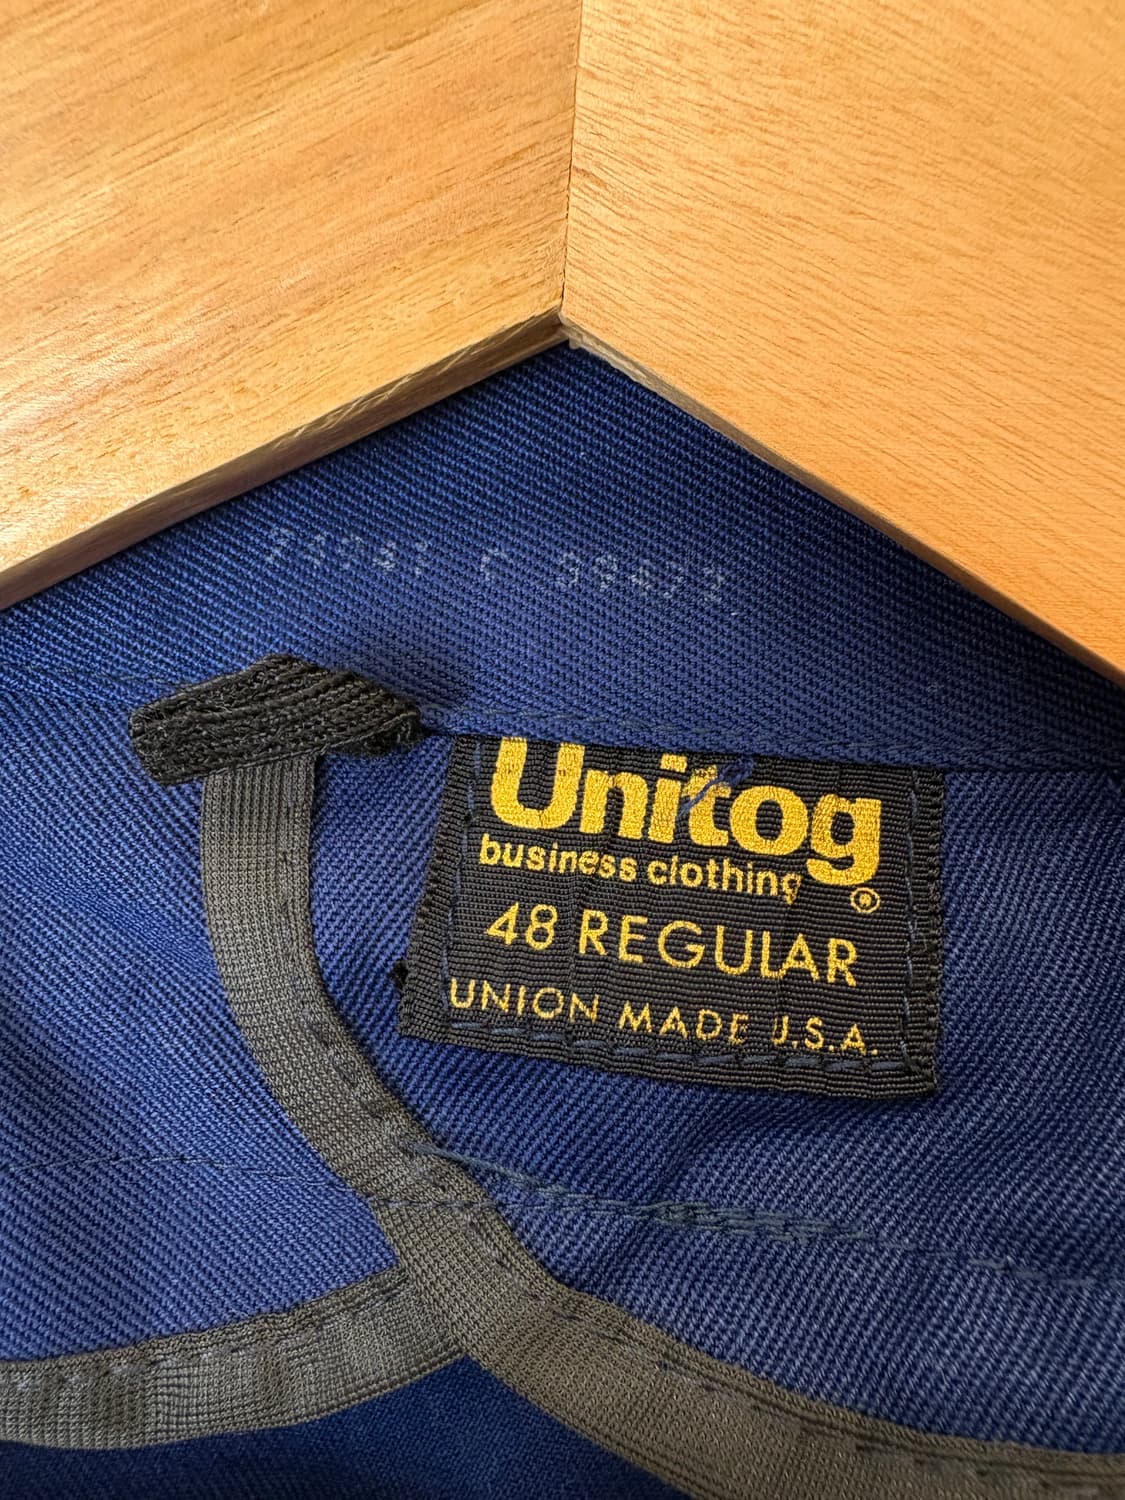 Unitog
business clothing®
48 REGULAR
UNION MADE U.S.A.